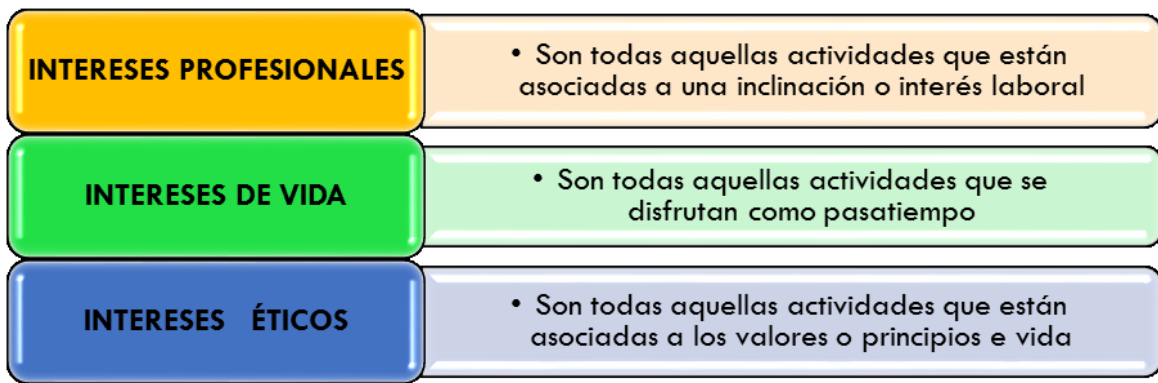 INTERESES PROFESIONALES
• Son todas aquellas actividades que están
asociadas a una inclinación o interés laboral
INTERESES DE VIDA
• Son todas aquellas actividades que se
disfrutan como pasatiempo
INTERESES ÉTICOS
• Son todas aquellas actividades que están
asociadas a los valores o principios e vida